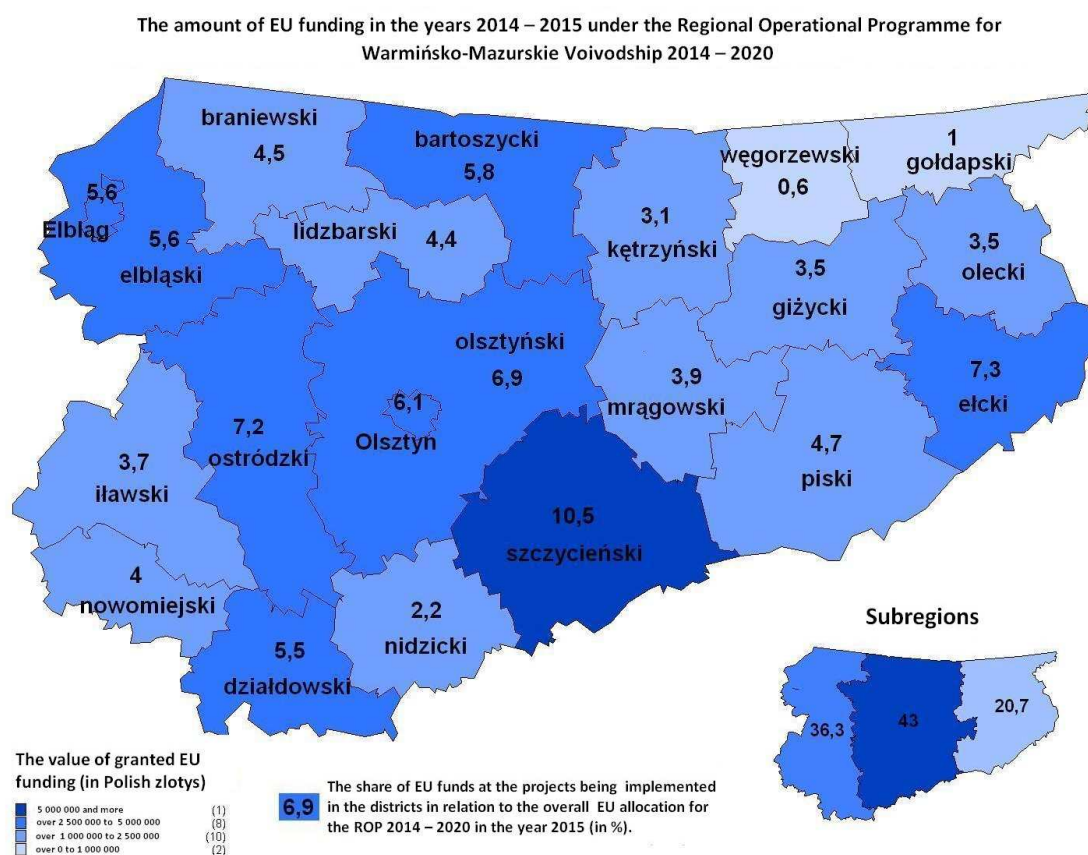 The amount of EU funding in the years 2014 – 2015 under the Regional Operational Programme for
Warmińsko-Mazurskie Voivodship 2014 – 2020
braniewski
4,5
bartoszycki
5,8
węgorzewski
0,6
1
gołdapski
5,6
Elbląg
5,6
elbląski
lidzbarski
4,4
3,1
kętrzyński
3,5
giżycki
3,5
olecki
olsztyński
6,9
6,1
Olsztyn
7,2
ostródzki
3,9
mrągowski
7,3
ełcki
3,7
iławski
4,7
piski
10,5
szczycieński
4
nowomiejski
2,2
nidzicki
5,5
działdowski
Subregions
36,3
43
20,7
The value of granted EU
funding (in Polish zlotys)
5 000 000 and more (1)
over 2 500 000 to 5 000 000 (8)
over 1 000 000 to 2 500 000 (10)
over 0 to 1 000 000 (2)
6,9
The share of EU funds at the projects being implemented
in the districts in relation to the overall EU allocation for
the ROP 2014 – 2020 in the year 2015 (in %).